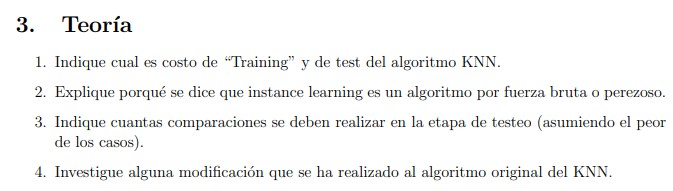 3. Teoría
1. Indique cual es costo de “Training” y de test del algoritmo KNN.
2. Explique porqué se dice que instance learning es un algoritmo por fuerza bruta o perezoso.
3. Indique cuantas comparaciones se deben realizar en la etapa de testeo (asumiendo el peor
de los casos).
4. Investigue alguna modificación que se ha realizado al algoritmo original del KNN.